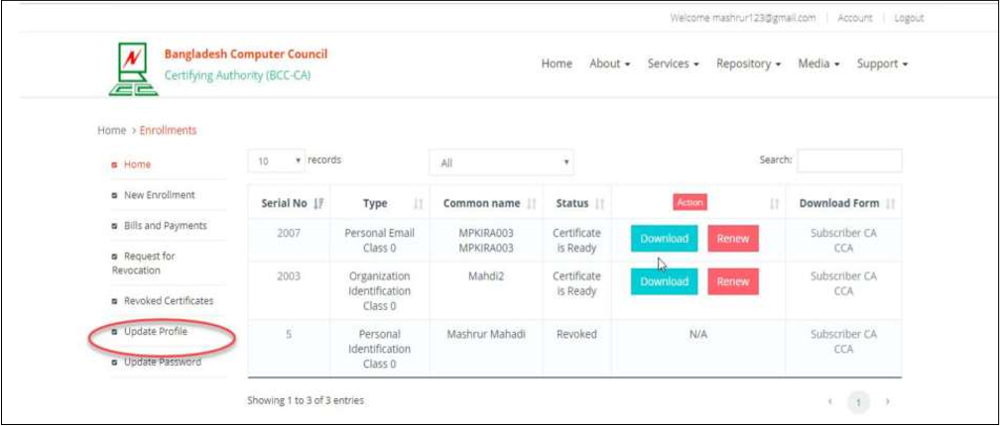 Welcome mashrur123@gmail.com | Account | Logout
Bangladesh Computer Council
Certifying Authority (BCC-CA)
Home About Services Repository Media Support
Home > Enrollments
Home
New Enrollment
Bills and Payments
Request for
Revocation
Revoked Certificates
Update Profile
Update Password
10 records All Search:
Serial No Type Common name Status Action Download Form
2007 Personal Email MPKIRA003 Certificate Download Renew Subscriber CA
Class 0 MPKIRA003 is Ready CCA
2003 Organization Mahdi2 Certificate Download Renew Subscriber CA
Identification is Ready CCA
Class 0
5 Personal Mashrur Mahadi Revoked N/A Subscriber CA
Identification CCA
Class 0
Showing 1 to 3 of 3 entries
‹ 1 ›